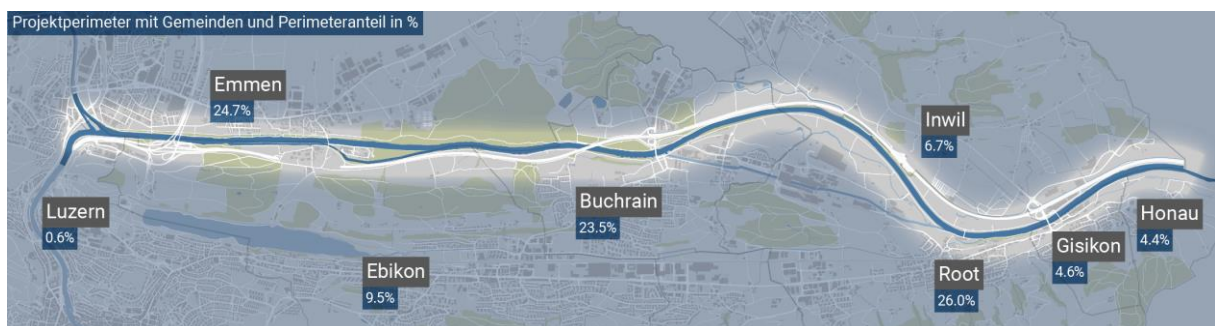 Projektperimeter mit Gemeinden und Perimeteranteil in %
Emmen
24.7%
Inwil
6.7%
Buchrain
23.5%
Luzern
0.6%
Honau
4.4%
Gisikon
4.6%
Ebikon
9.5%
Root
26.0%